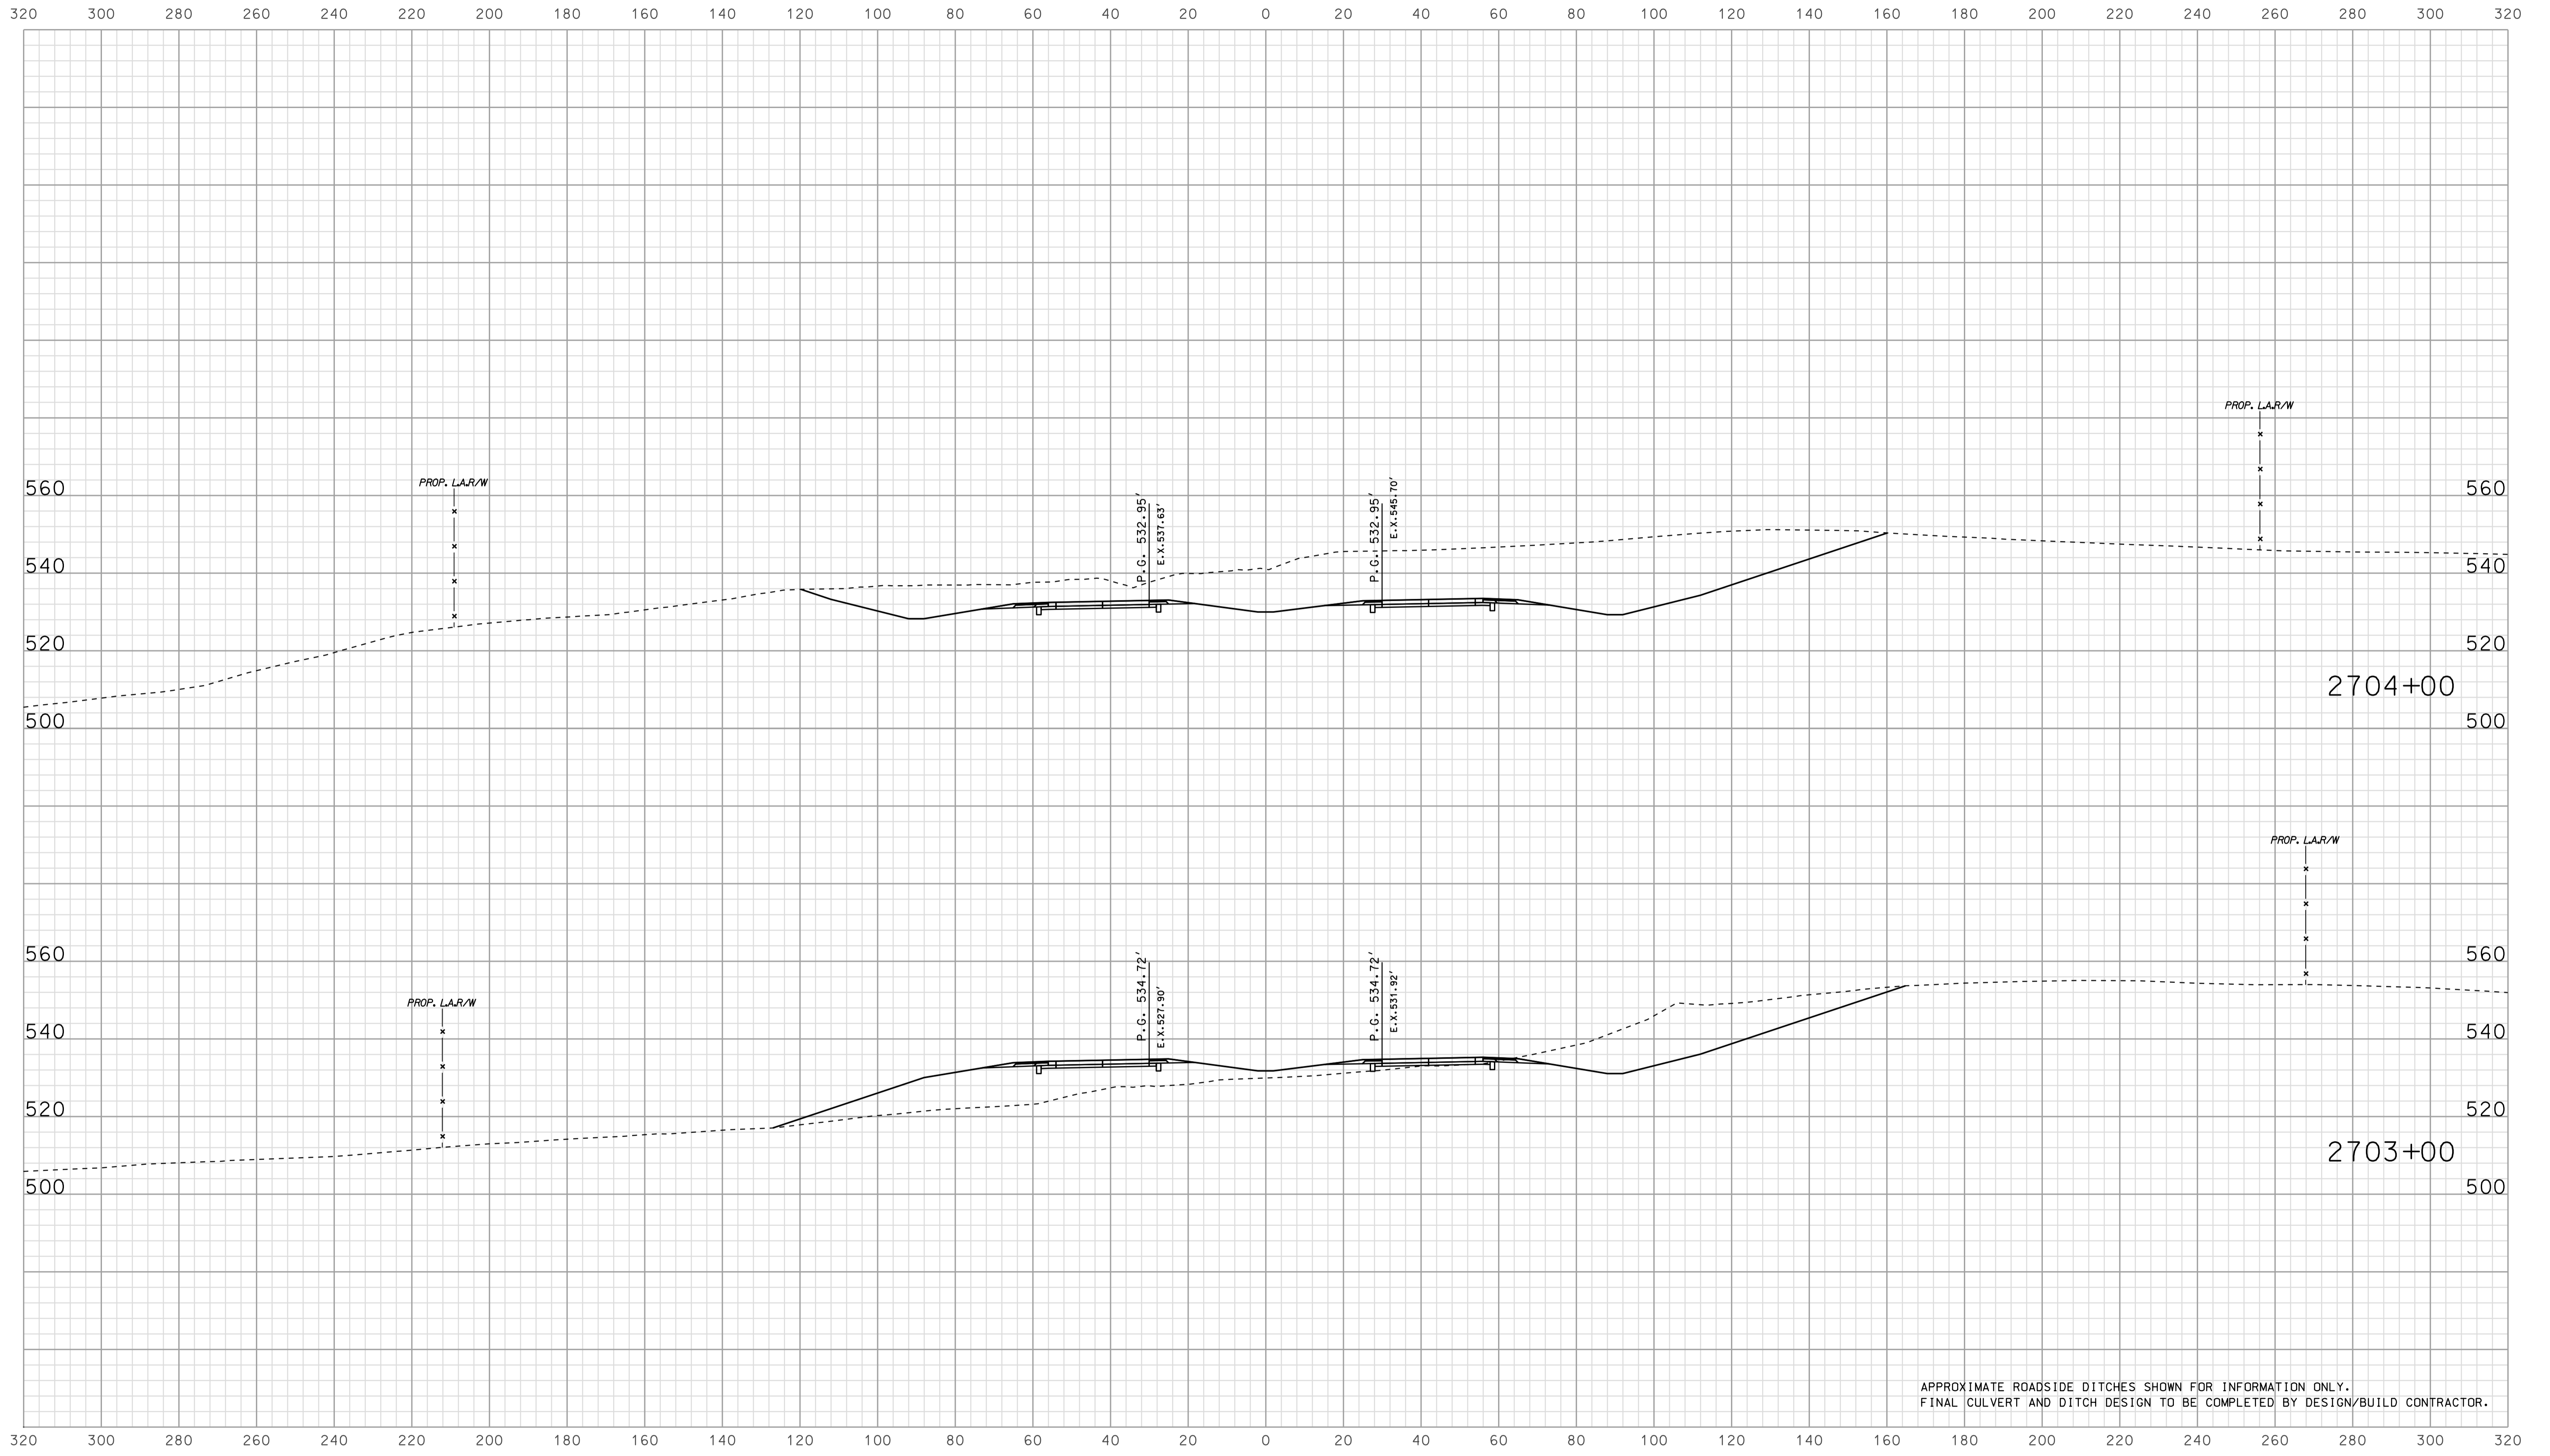 320 300 280 260 240 220 200 180 160 140 120 100 80 60 40 20 0 20 40 60 80 100 120 140 160 180 200 220 240 260 280 300 320
PROP. L.A.R/W
PROP. L.A.R/W
560 560
P.G. 532.95'
E.X.537.63'
P.G. 532.95'
E.X.545.70'
540 540
520 520
2704+00
500 500
PROP. L.A.R/W
560 560
P.G. 534.72'
E.X.527.90'
P.G. 534.72'
E.X.531.92'
PROP. L.A.R/W
540 540
520 520
2703+00
500 500
APPROXIMATE ROADSIDE DITCHES SHOWN FOR INFORMATION ONLY.
FINAL CULVERT AND DITCH DESIGN TO BE COMPLETED BY DESIGN/BUILD CONTRACTOR.
320 300 280 260 240 220 200 180 160 140 120 100 80 60 40 20 0 20 40 60 80 100 120 140 160 180 200 220 240 260 280 300 320